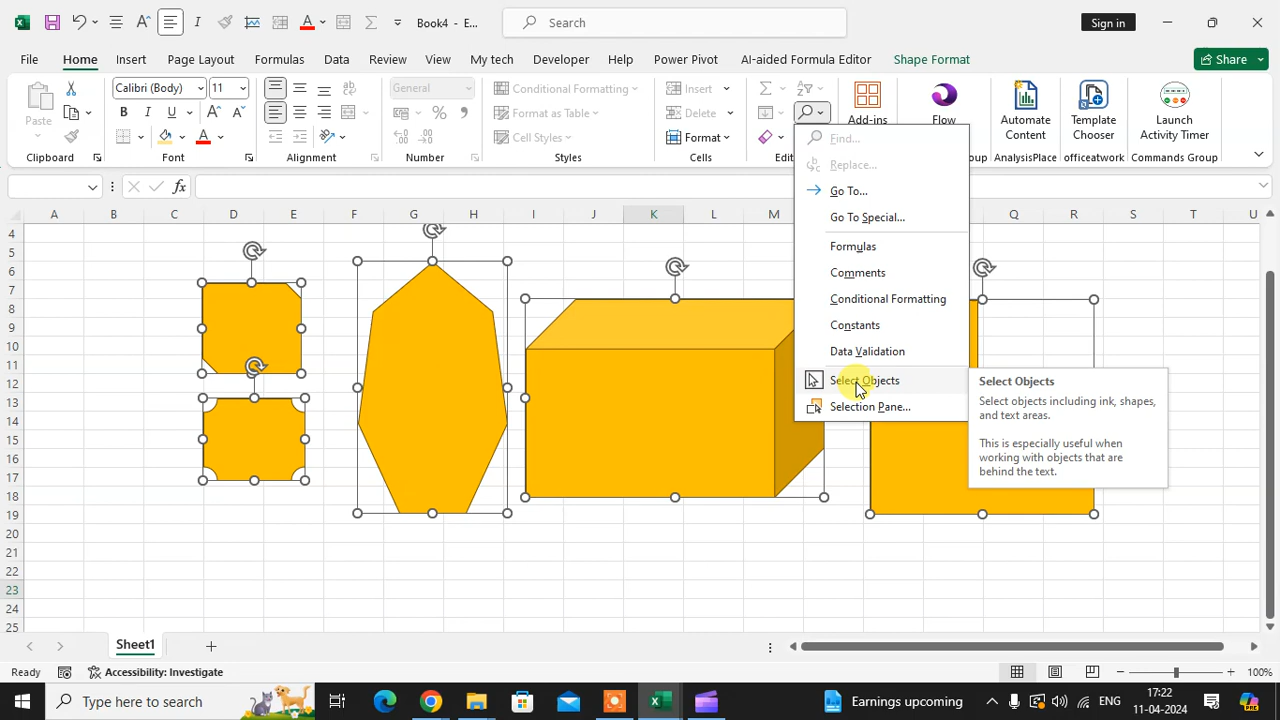 Book4 - E...
Search
Sign in
File
Home
Insert
Page Layout
Formulas
Data
Review
View
My tech
Developer
Help
Power Pivot
AI-aided Formula Editor
Shape Format
Share
Paste
Clipboard
Calibri (Body)
11
Font
Alignment
General
Number
Conditional Formatting
Format as Table
Cell Styles
Styles
Insert
Delete
Format
Cells
Add-ins
Flow
Automate
Content
AnalysisPlace
Template
Chooser
officeatwork
Launch
Activity Timer
Commands Group
Find...
Replace...
Go To...
Go To Special...
Formulas
Comments
Conditional Formatting
Constants
Data Validation
Select Objects
Selection Pane...
Select Objects
Select objects including ink, shapes,
and text areas.
This is especially useful when
working with objects that are
behind the text.
A B C D E F G H I J K L M Q R S T U
4
5
6
7
8
9
10
11
12
13
14
15
16
17
18
19
20
21
22
23
24
25
Sheet1
Ready
Accessibility: Investigate
100%
Type here to search
Earnings upcoming
ENG
17:22
11-04-2024